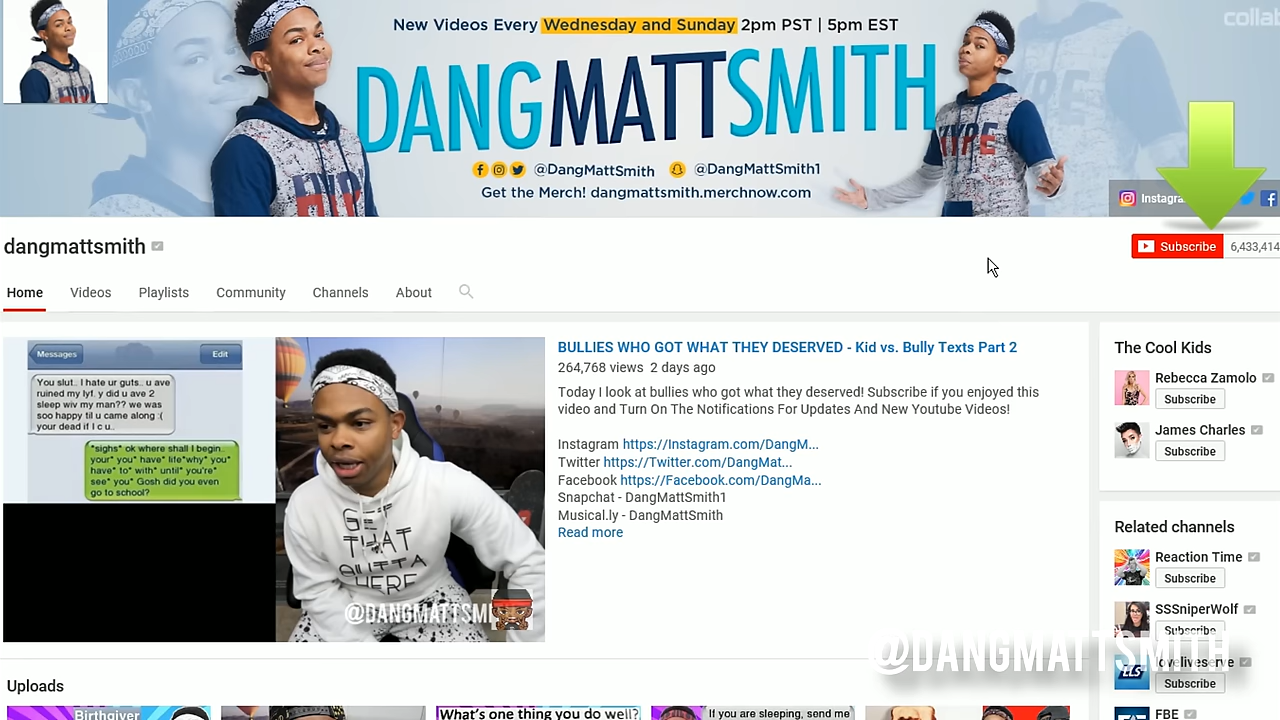 collab
New Videos Every Wednesday and Sunday 2pm PST | 5pm EST
DANGMATTSMITH
@DangMattSmith @DangMattSmith1
Get the Merch! dangmattsmith.merchnow.com
HYPE
Instagra
dangmattsmith
Subscribe 6,433,414
Home Videos Playlists Community Channels About
Messages Edit
You slut.. I hate ur guts.. u ave
ruined my lyf. y did u ave 2
sleep wiv my man?? we was
soo happy til u came along :(
your dead if I c u..
*sighs* ok where shall I begin..
your* you* have* life*why* you*
have* to* with* until* you're*
see* you* Gosh did you even
go to school?
GET
THAT
OUTTA
HERE
@DANGMATTSMI
BULLIES WHO GOT WHAT THEY DESERVED - Kid vs. Bully Texts Part 2
264,768 views 2 days ago
Today I look at bullies who got what they deserved! Subscribe if you enjoyed this
video and Turn On The Notifications For Updates And New Youtube Videos!
Instagram https://Instagram.com/DangM...
Twitter https://Twitter.com/DangMat...
Facebook https://Facebook.com/DangMa...
Snapchat - DangMattSmith1
Musical.ly - DangMattSmith
Read more
The Cool Kids
Rebecca Zamolo
Subscribe
James Charles
Subscribe
Related channels
Reaction Time
Subscribe
SSSniperWolf
Subscribe
loveliveserve
Subscribe
FBE
@DANGMATTSMITH
Uploads
Birthgiver
What's one thing you do well?
If you are sleeping, send me